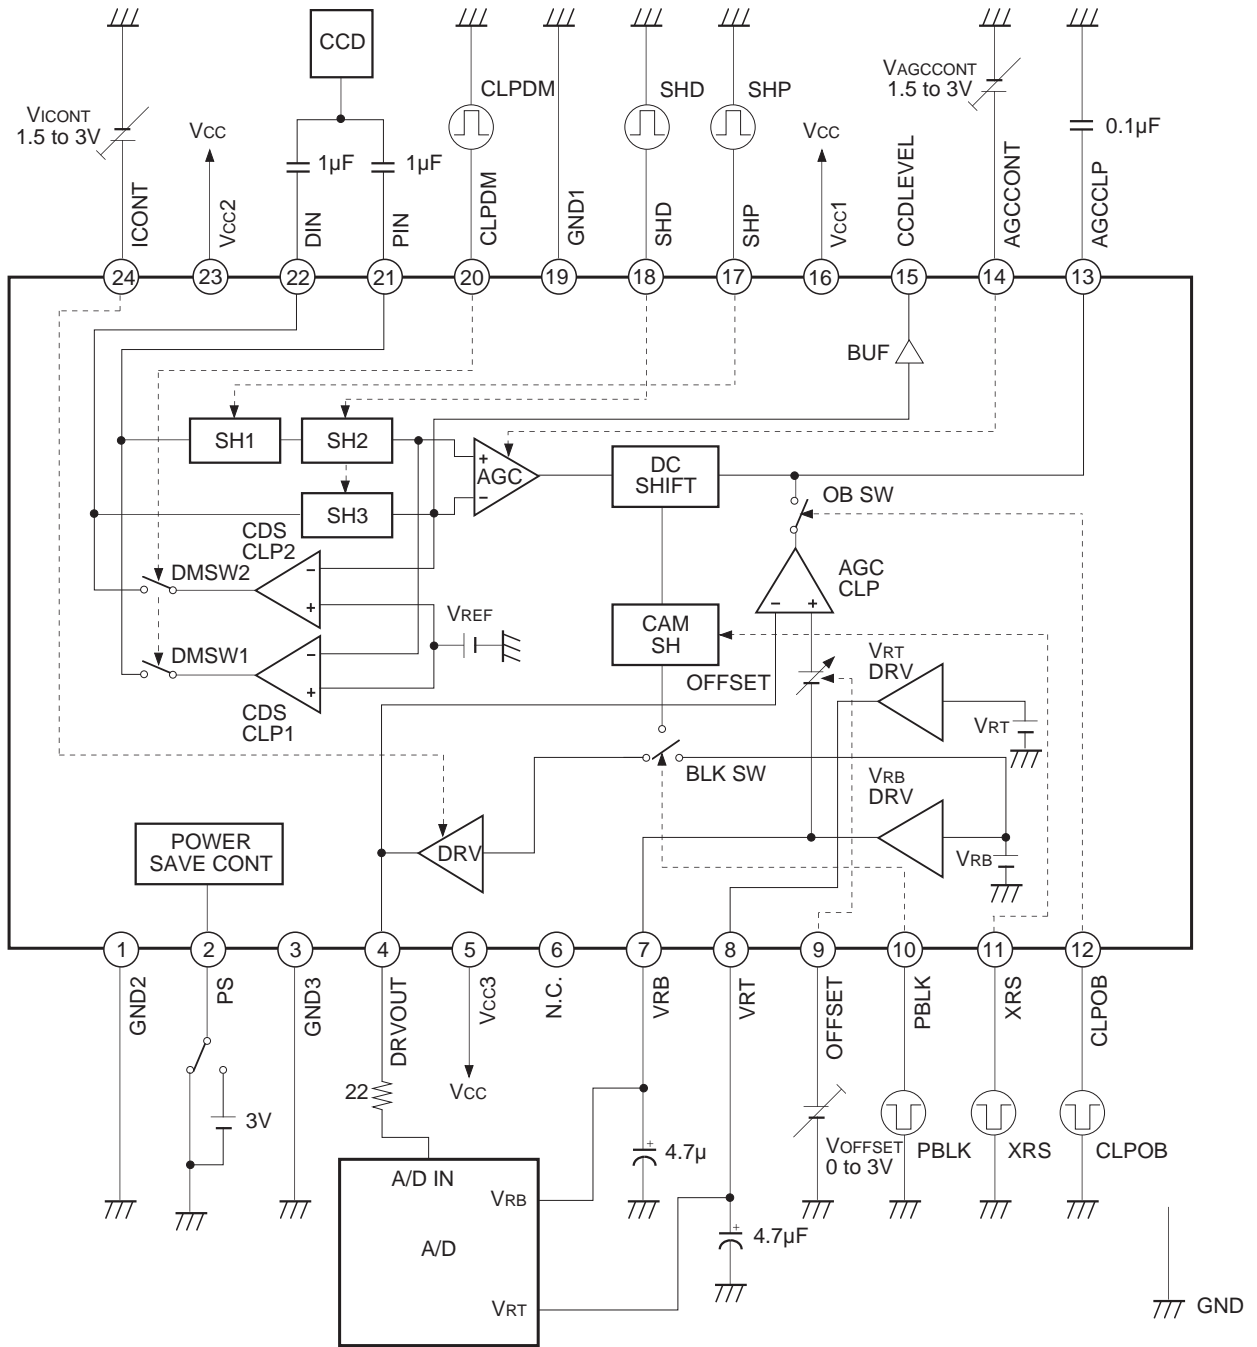 CCD
CLPDM
SHD
SHP
VAGCCONT
1.5 to 3V
VICONT
1.5 to 3V
VCC
1µF
1µF
VCC
0.1µF
ICONT
VCC2
DIN
PIN
CLPDM
GND1
SHD
SHP
VCC1
CCDLEVEL
AGCCONT
AGCCLP
24
23
22
21
20
19
18
17
16
15
14
13
BUF
SH1
SH2
AGC
+
−
DC
SHIFT
SH3
OB SW
CDS
CLP2
DMSW2
−
+
AGC
CLP
−
+
VREF
CAM
SH
DMSW1
−
+
CDS
CLP1
OFFSET
VRT
DRV
VRT
BLK SW
VRB
DRV
VRB
POWER
SAVE CONT
DRV
1
2
3
4
5
6
7
8
9
10
11
12
GND2
PS
GND3
DRVOUT
VCC3
N.C.
VRB
VRT
OFFSET
PBLK
XRS
CLPOB
22
VCC
3V
+
4.7µ
VOFFSET
0 to 3V
PBLK
XRS
CLPOB
A/D IN
VRB
A/D
+
4.7µF
VRT
GND